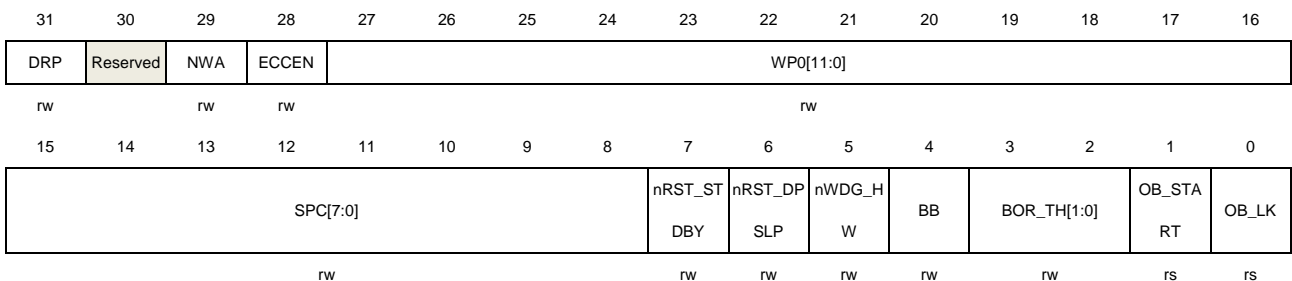 31 30 29 28 27 26 25 24 23 22 21 20 19 18 17 16
DRP Reserved NWA ECCEN WP0[11:0]
rw rw rw rw
15 14 13 12 11 10 9 8 7 6 5 4 3 2 1 0
SPC[7:0] nRST_ST nRST_DP nWDG_H BB BOR_TH[1:0] OB_STA OB_LK
DBY SLP W RT
rw rw rw rw rw rw rs rs